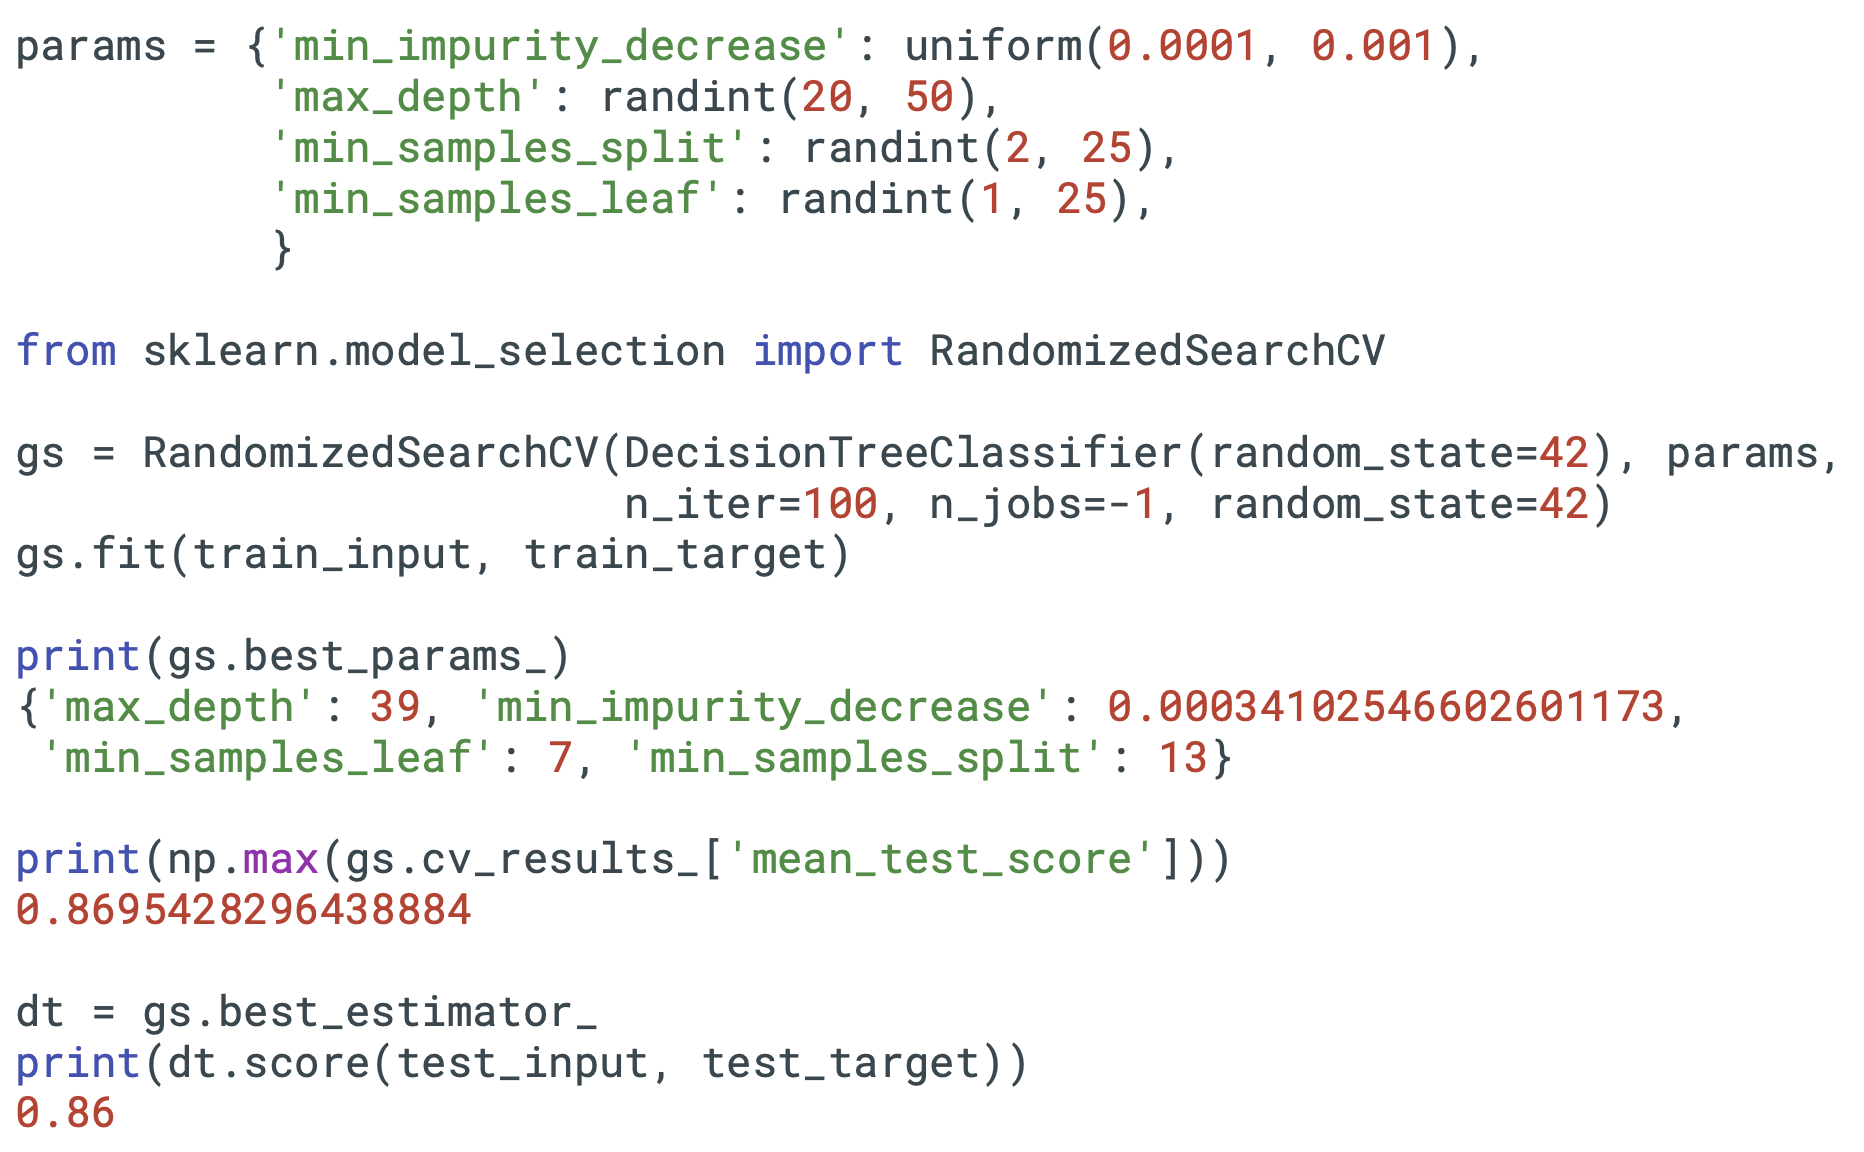 params = {'min_impurity_decrease': uniform(0.0001, 0.001),
          'max_depth': randint(20, 50),
          'min_samples_split': randint(2, 25),
          'min_samples_leaf': randint(1, 25),
          }

from sklearn.model_selection import RandomizedSearchCV

gs = RandomizedSearchCV(DecisionTreeClassifier(random_state=42), params,
                        n_iter=100, n_jobs=-1, random_state=42)
gs.fit(train_input, train_target)

print(gs.best_params_)
{'max_depth': 39, 'min_impurity_decrease': 0.00034102546602601173,
 'min_samples_leaf': 7, 'min_samples_split': 13}

print(np.max(gs.cv_results_['mean_test_score']))
0.8695428296438884

dt = gs.best_estimator_
print(dt.score(test_input, test_target))
0.86